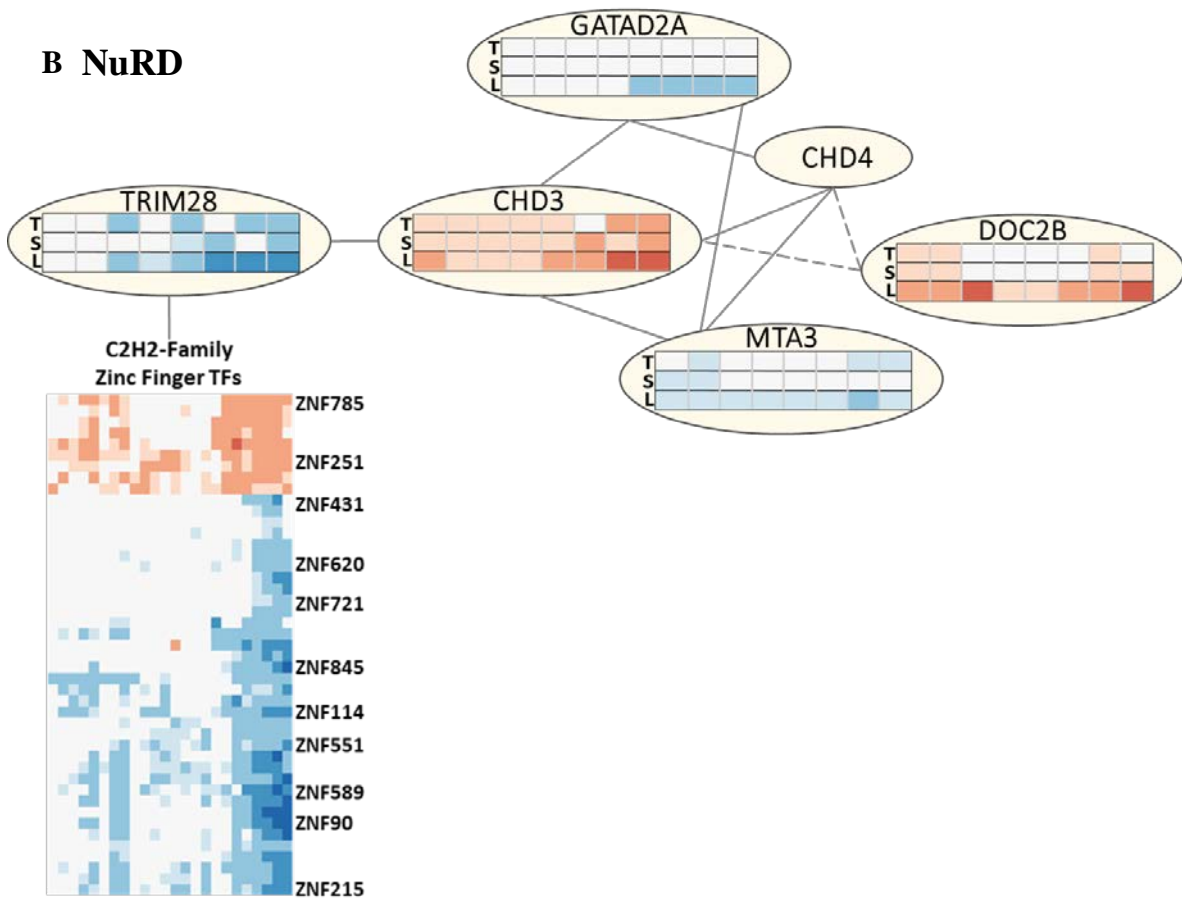 B NuRD
GATAD2A
T
S
L
CHD4
TRIM28
T
S
L
CHD3
T
S
L
DOC2B
T
S
L
MTA3
T
S
L
C2H2-Family
Zinc Finger TFs
ZNF785
ZNF251
ZNF431
ZNF620
ZNF721
ZNF845
ZNF114
ZNF551
ZNF589
ZNF90
ZNF215